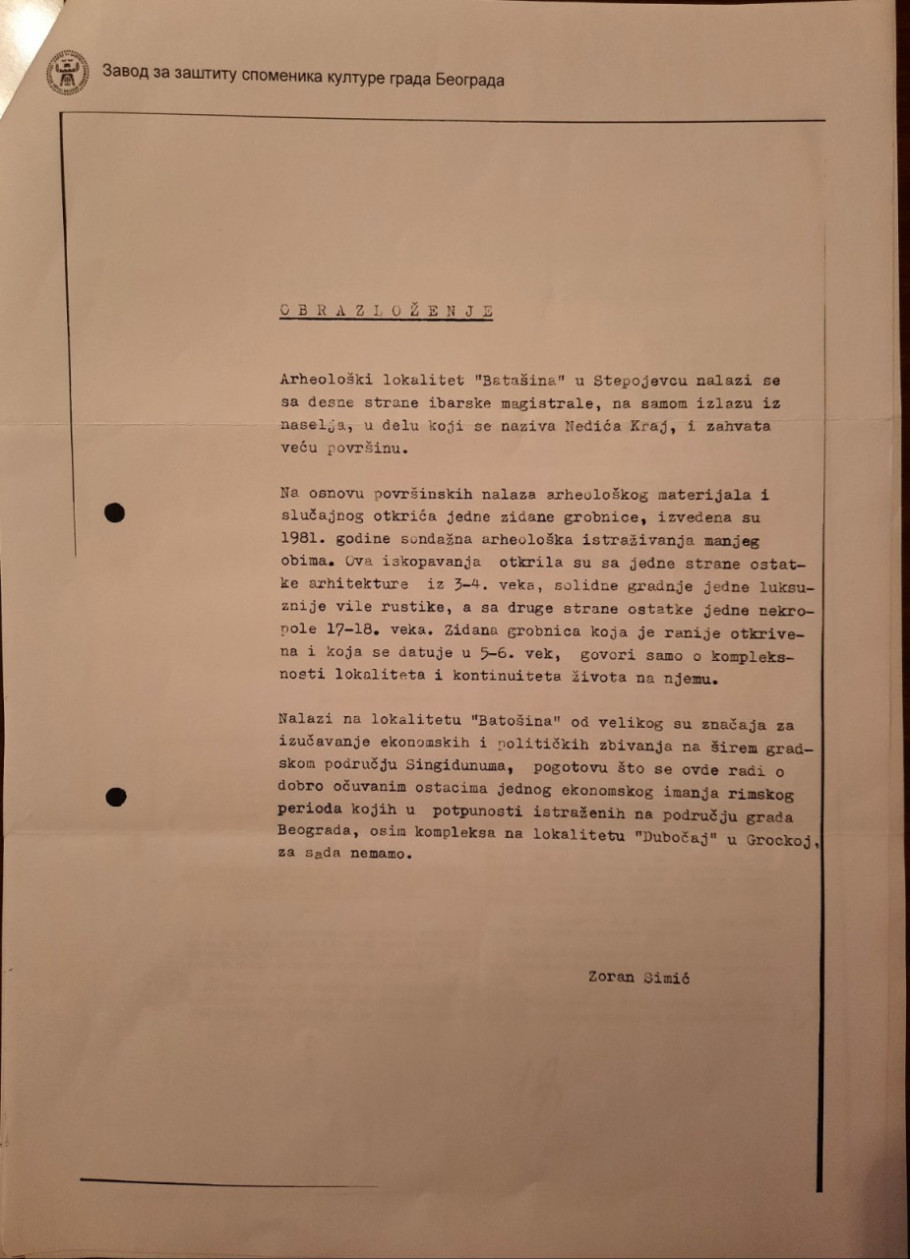 Завод за заштиту споменика културе града Београда
O B R A Z L O Ž E N J E
Arheološki lokalitet "Batašina" u Stepojevcu nalazi se
sa desne strane ibarske magistrale, na samom izlazu iz
naselja, u delu koji se naziva Nedića Kraj, i zahvata
veću površinu.
Na osnovu površinskih nalaza arheološkog materijala i
slučajnog otkrića jedne zidane grobnice, izvedena su
1981. godine sondažna arheološka istraživanja manjeg
obima. Ova iskopavanja otkrila su sa jedne strane ostat-
ke arhitekture iz 3-4. veka, solidne gradnje jedne luksu-
znije vile rustike, a sa druge strane ostatke jedne nekro-
pole 17-18. veka. Zidana grobnica koja je ranije otkrive-
na i koja se datuje u 5-6. vek, govori samo o kompleks-
nosti lokaliteta i kontinuiteta života na njemu.
Nalazi na lokalitetu "Batošina" od velikog su značaja za
izučavanje ekonomskih i političkih zbivanja na širem grad-
skom području Singidunuma, pogotovu što se ovde radi o
dobro očuvanim ostacima jednog ekonomskog imanja rimskog
perioda kojih u potpunosti istraženih na području grada
Beograda, osim kompleksa na lokalitetu "Dubočaj" u Grockoj,
za sada nemamo.
Zoran Simić